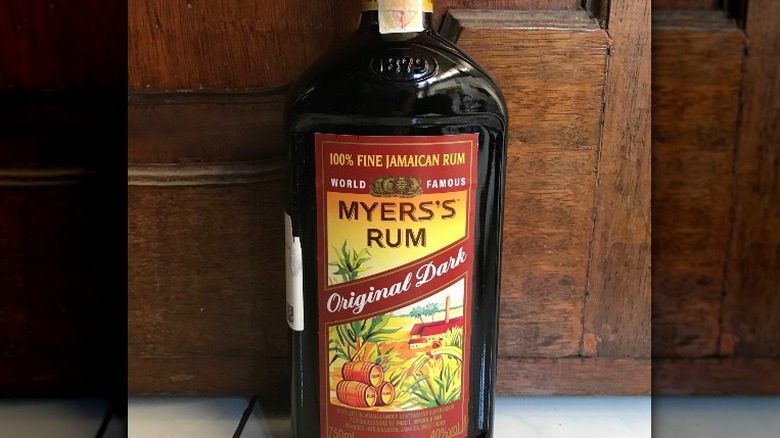 1879
100% FINE JAMAICAN RUM
WORLD FAMOUS
MYERS'S
RUM
Original Dark
750ml 40%vol